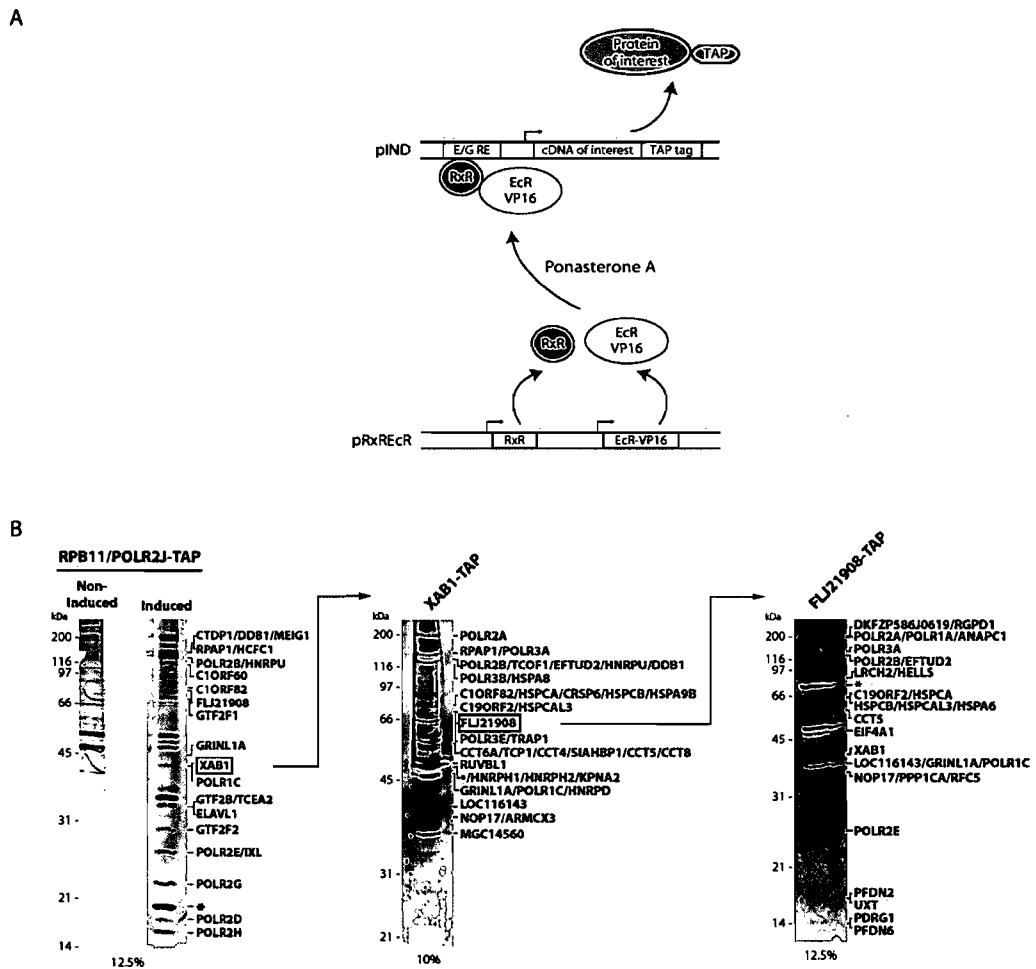 A
Protein
of interest
TAP
pIND
E/G RE
cDNA of interest
TAP tag
RxR
EcR
VP16
Ponasterone A
RxR
EcR
VP16
pRxREcR
RxR
EcR-VP16
B
RPB11/POLR2J-TAP
Non-
Induced
Induced
kDa
200 -
116 -
97 -
66 -
45 -
31 -
21 -
14 -
CTDP1/DDB1/MEIG1
RPAP1/HCFC1
POLR2B/HNRPU
C1ORF60
C1ORF82
FLJ21908
GTF2F1
GRINL1A
XAB1
POLR1C
GTF2B/TCEA2
ELAVL1
GTF2F2
POLR2E/IXL
POLR2G
*
POLR2D
POLR2H
12.5%
XAB1-TAP
kDa
200 -
116 -
97 -
66 -
45 -
31 -
21 -
POLR2A
RPAP1/POLR3A
POLR2B/TCOF1/EFTUD2/HNRPU/DDB1
POLR3B/HSPA8
C1ORF82/HSPCA/CRSP6/HSPCB/HSPA9B
C19ORF2/HSPCAL3
FLJ21908
POLR3E/TRAP1
CCT6A/TCP1/CCT4/SIAHBP1/CCT5/CCT8
RUVBL1
*/HNRPH1/HNRPH2/KPNA2
GRINL1A/POLR1C/HNRPD
LOC116143
NOP17/ARMCX3
MGC14560
10%
FLJ21908-TAP
kDa
200 -
116 -
97 -
66 -
45 -
31 -
21 -
14 -
DKFZP586J0619/RGPD1
POLR2A/POLR1A/ANAPC1
POLR3A
POLR2B/EFTUD2
LRCH2/HELLS
*
C19ORF2/HSPCA
HSPCB/HSPCAL3/HSPA6
CCT5
EIF4A1
XAB1
LOC116143/GRINL1A/POLR1C
NOP17/PPP1CA/RFC5
POLR2E
PFDN2
UXT
PDRG1
PFDN6
12.5%